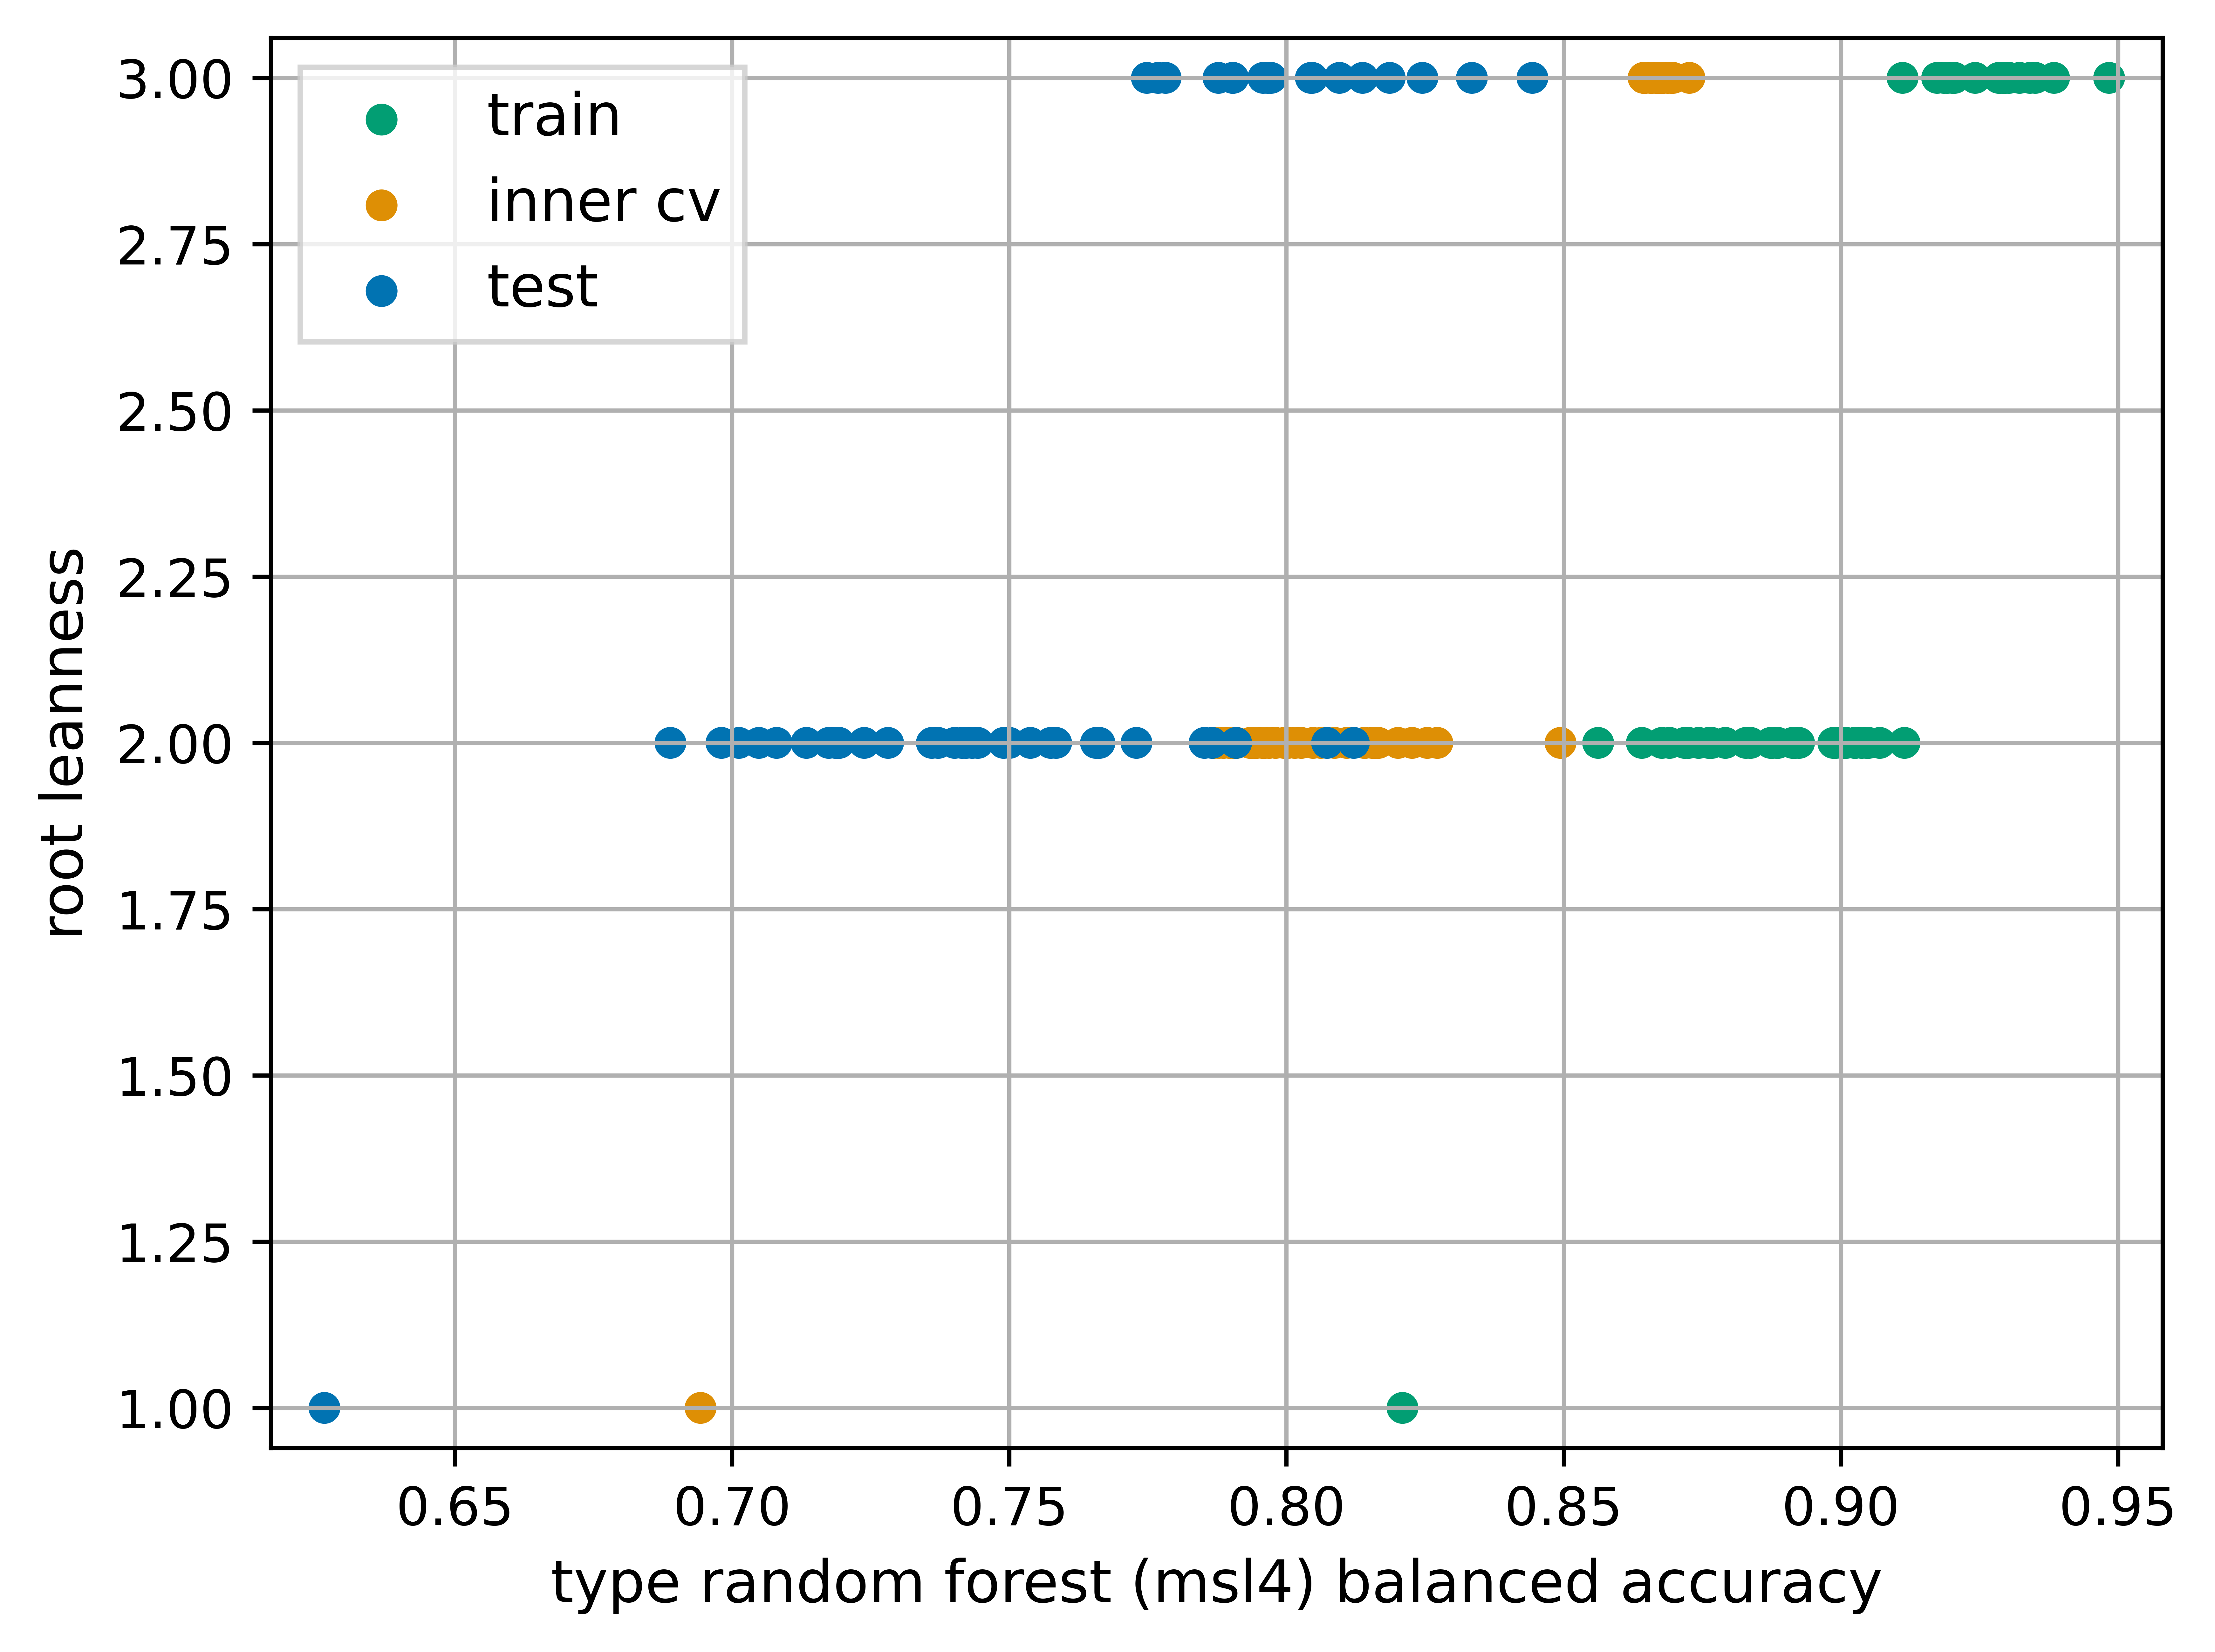 train
inner cv
test
3.00
2.75
2.50
2.25
2.00
1.75
1.50
1.25
1.00
root leanness
0.65 0.70 0.75 0.80 0.85 0.90 0.95
type random forest (msl4) balanced accuracy